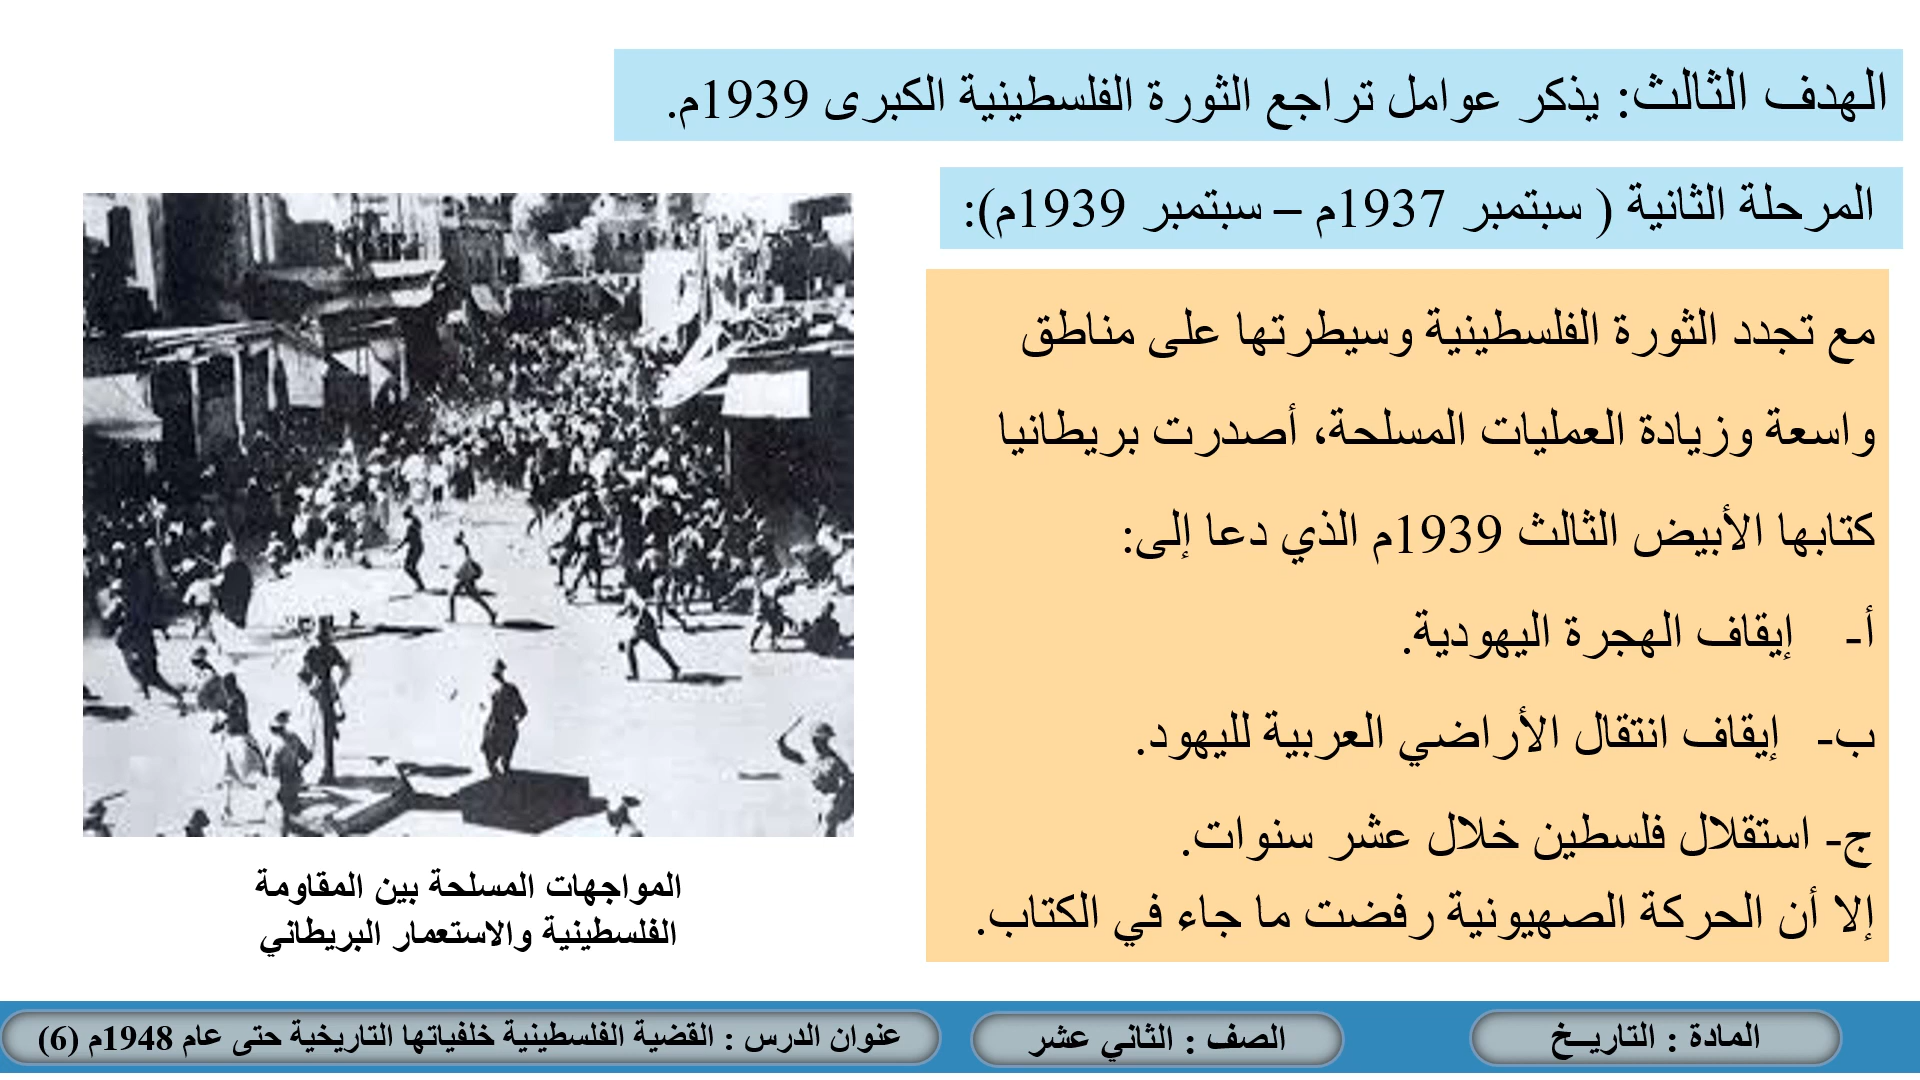 الهدف الثالث: يذكر عوامل تراجع الثورة الفلسطينية الكبرى 1939م.
المرحلة الثانية ( سبتمبر 1937م – سبتمبر 1939م):
مع تجدد الثورة الفلسطينية وسيطرتها على مناطق
واسعة وزيادة العمليات المسلحة، أصدرت بريطانيا
كتابها الأبيض الثالث 1939م الذي دعا إلى:
أ- إيقاف الهجرة اليهودية.
ب- إيقاف انتقال الأراضي العربية لليهود.
ج- استقلال فلسطين خلال عشر سنوات.
إلا أن الحركة الصهيونية رفضت ما جاء في الكتاب.
المواجهات المسلحة بين المقاومة
الفلسطينية والاستعمار البريطاني
المادة : التاريـــخ
الصف : الثاني عشر
عنوان الدرس : القضية الفلسطينية خلفياتها التاريخية حتى عام 1948م (6)